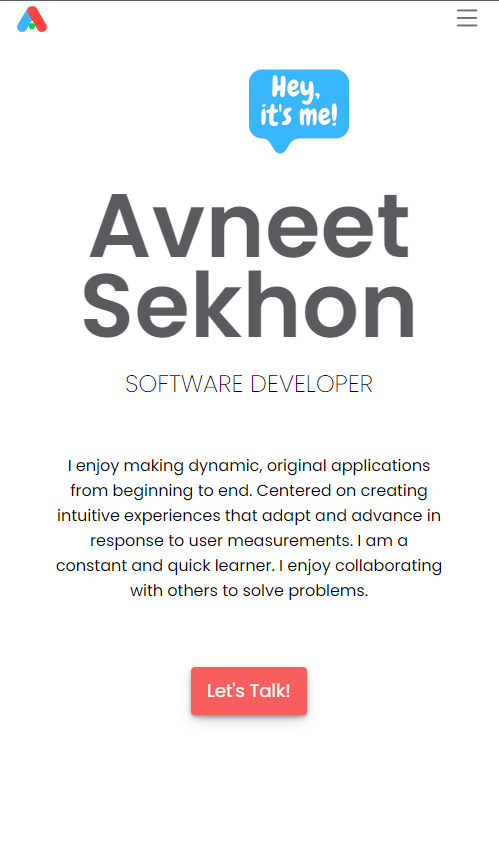 Hey,
it's me!
Avneet
Sekhon
SOFTWARE DEVELOPER
I enjoy making dynamic, original applications
from beginning to end. Centered on creating
intuitive experiences that adapt and advance in
response to user measurements. I am a
constant and quick learner. I enjoy collaborating
with others to solve problems.
Let's Talk!